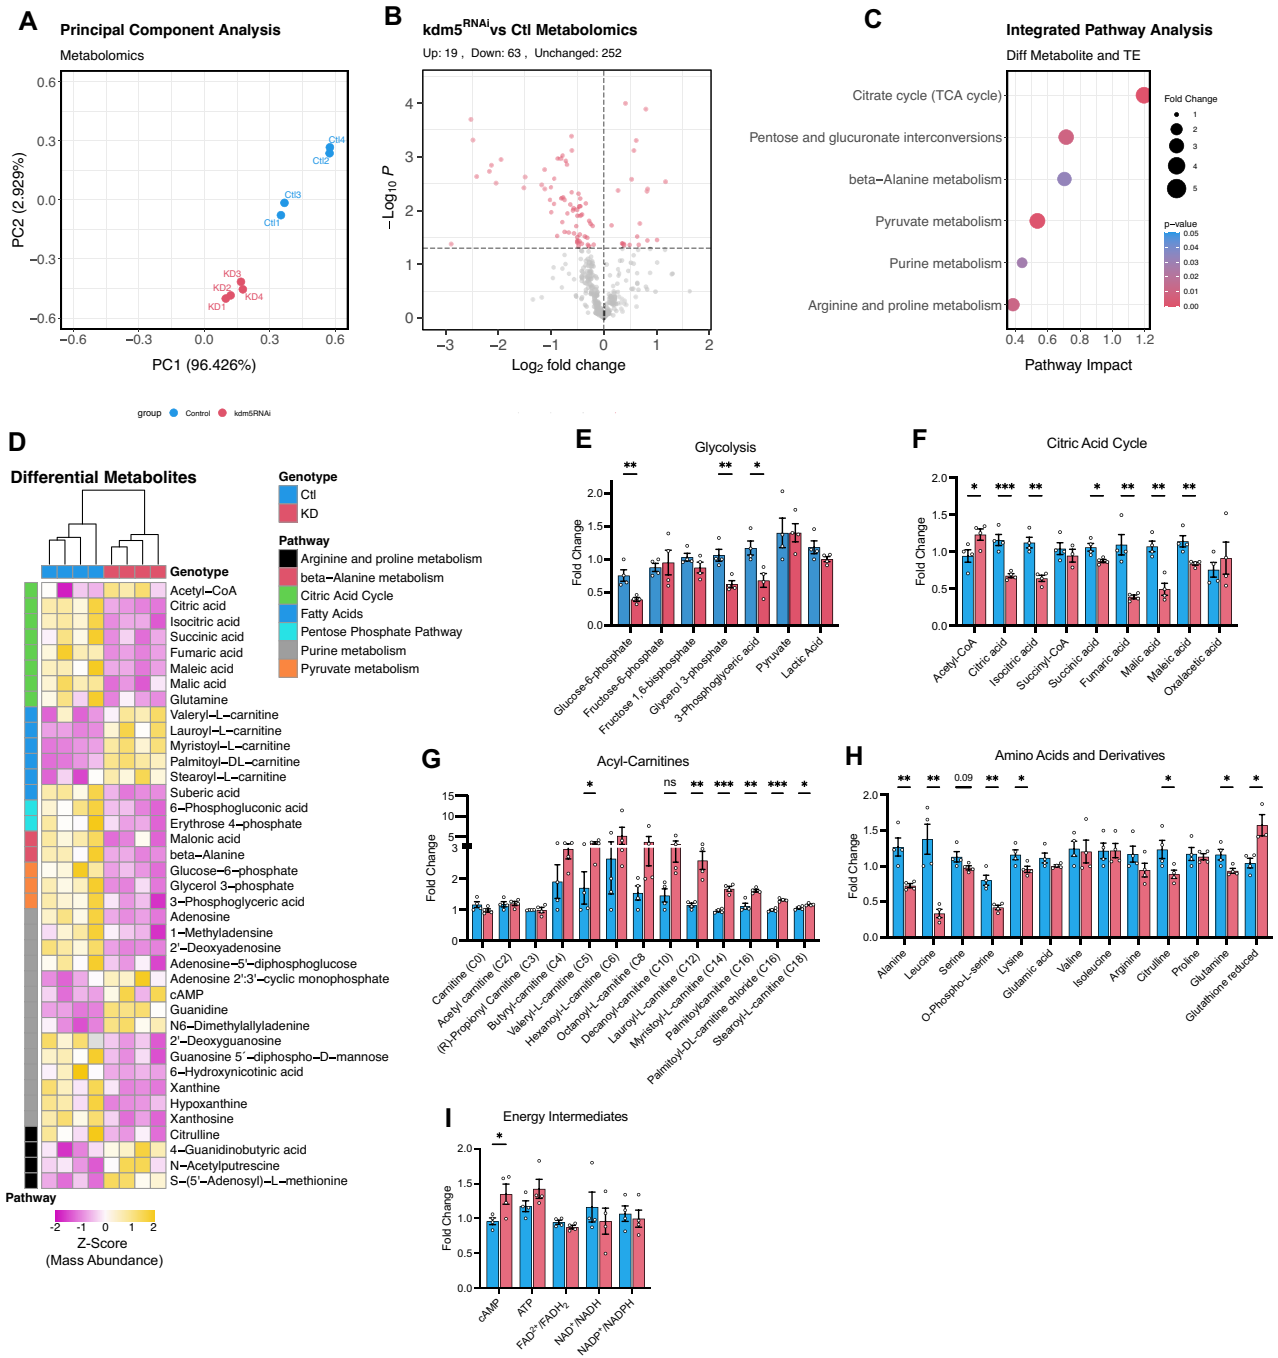 A
Principal Component Analysis
Metabolomics
PC2 (2.929%)
0.6
0.3
0.0
−0.3
−0.6
Ctl4
Ctl2
Ctl3
Ctl1
KD3
KD2
KD4
KD1
−0.6
−0.3
0.0
0.3
0.6
PC1 (96.426%)
group
Control
kdm5RNAi
B
kdm5RNAi vs Ctl Metabolomics
Up: 19 , Down: 63 , Unchanged: 252
−Log10 P
4
3
2
1
0
−3
−2
−1
0
1
2
Log2 fold change
C
Integrated Pathway Analysis
Diff Metabolite and TE
Citrate cycle (TCA cycle)
Pentose and glucuronate interconversions
beta−Alanine metabolism
Pyruvate metabolism
Purine metabolism
Arginine and proline metabolism
0.4 0.6 0.8 1.0 1.2
Pathway Impact
Fold Change
1
2
3
4
5
p−value
0.05
0.04
0.03
0.02
0.01
0.00
D
Differential Metabolites
Genotype
Acetyl−CoA
Citric acid
Isocitric acid
Succinic acid
Fumaric acid
Maleic acid
Malic acid
Glutamine
Valeryl−L−carnitine
Lauroyl−L−carnitine
Myristoyl−L−carnitine
Palmitoyl−DL−carnitine
Stearoyl−L−carnitine
Suberic acid
6−Phosphogluconic acid
Erythrose 4−phosphate
Malonic acid
beta−Alanine
Glucose−6−phosphate
Glycerol 3−phosphate
3−Phosphoglyceric acid
Adenosine
1−Methyladensine
2'−Deoxyadenosine
Adenosine−5'−diphosphoglucose
Adenosine 2':3'−cyclic monophosphate
cAMP
Guanidine
N6−Dimethylallyladenine
2'−Deoxyguanosine
Guanosine 5´−diphospho−D−mannose
6−Hydroxynicotinic acid
Xanthine
Hypoxanthine
Xanthosine
Citrulline
4−Guanidinobutyric acid
N−Acetylputrescine
S−(5'−Adenosyl)−L−methionine
Pathway
-2 -1 0 1 2
Z-Score
(Mass Abundance)
Genotype
Ctl
KD
Pathway
Arginine and proline metabolism
beta−Alanine metabolism
Citric Acid Cycle
Fatty Acids
Pentose Phosphate Pathway
Purine metabolism
Pyruvate metabolism
E
Glycolysis
** ** *
Fold Change
2.0
1.5
1.0
0.5
0.0
Glucose-6-phosphate
Fructose-6-phosphate
Fructose 1,6-bisphosphate
Glycerol 3-phosphate
3-Phosphoglyceric acid
Pyruvate
Lactic Acid
F
Citric Acid Cycle
* *** ** * ** ** **
Fold Change
2.0
1.5
1.0
0.5
0.0
Acetyl-CoA
Citric acid
Isocitric acid
Succinyl-CoA
Succinic acid
Fumaric acid
Malic acid
Maleic acid
Oxalacetic acid
G
Acyl-Carnitines
* ns ** *** ** *** *
Fold Change
15
10
5
3
2
1
0
Carnitine (C0)
Acetyl carnitine (C2)
(R)-Propionyl Carnitine (C3)
Butyryl-carnitine (C4)
Valeryl-L-carnitine (C5)
Hexanoyl-L-carnitine (C6)
Octanoyl-L-carnitine (C8
Decanoyl-carnitine (C10)
Lauroyl-L-carnitine (C12)
Myristoyl-L-carnitine (C14)
Palmitoylcarnitine (C16)
Palmitoyl-DL-carnitine chloride (C16)
Stearoyl-L-carnitine (C18)
H
Amino Acids and Derivatives
** ** 0.09 ** * * * *
Fold Change
2.0
1.5
1.0
0.5
0.0
Alanine
Leucine
Serine
O-Phospho-L-serine
Lysine
Glutamic acid
Valine
Isoleucine
Arginine
Citrulline
Proline
Glutamine
Glutathione reduced
I
Energy Intermediates
*
Fold Change
2.0
1.5
1.0
0.5
0.0
cAMP
ATP
FAD2+/FADH2
NAD+/NADH
NADP+/NADPH